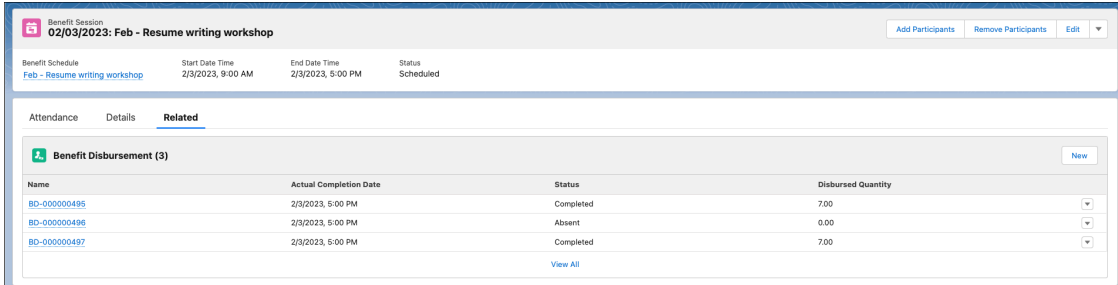 Benefit Session
02/03/2023: Feb - Resume writing workshop
Add Participants Remove Participants Edit
Benefit Schedule Start Date Time End Date Time Status
Feb - Resume writing workshop 2/3/2023, 9:00 AM 2/3/2023, 5:00 PM Scheduled
Attendance Details Related
Benefit Disbursement (3) New
Name Actual Completion Date Status Disbursed Quantity
BD-000000495 2/3/2023, 5:00 PM Completed 7.00
BD-000000496 2/3/2023, 5:00 PM Absent 0.00
BD-000000497 2/3/2023, 5:00 PM Completed 7.00
View All